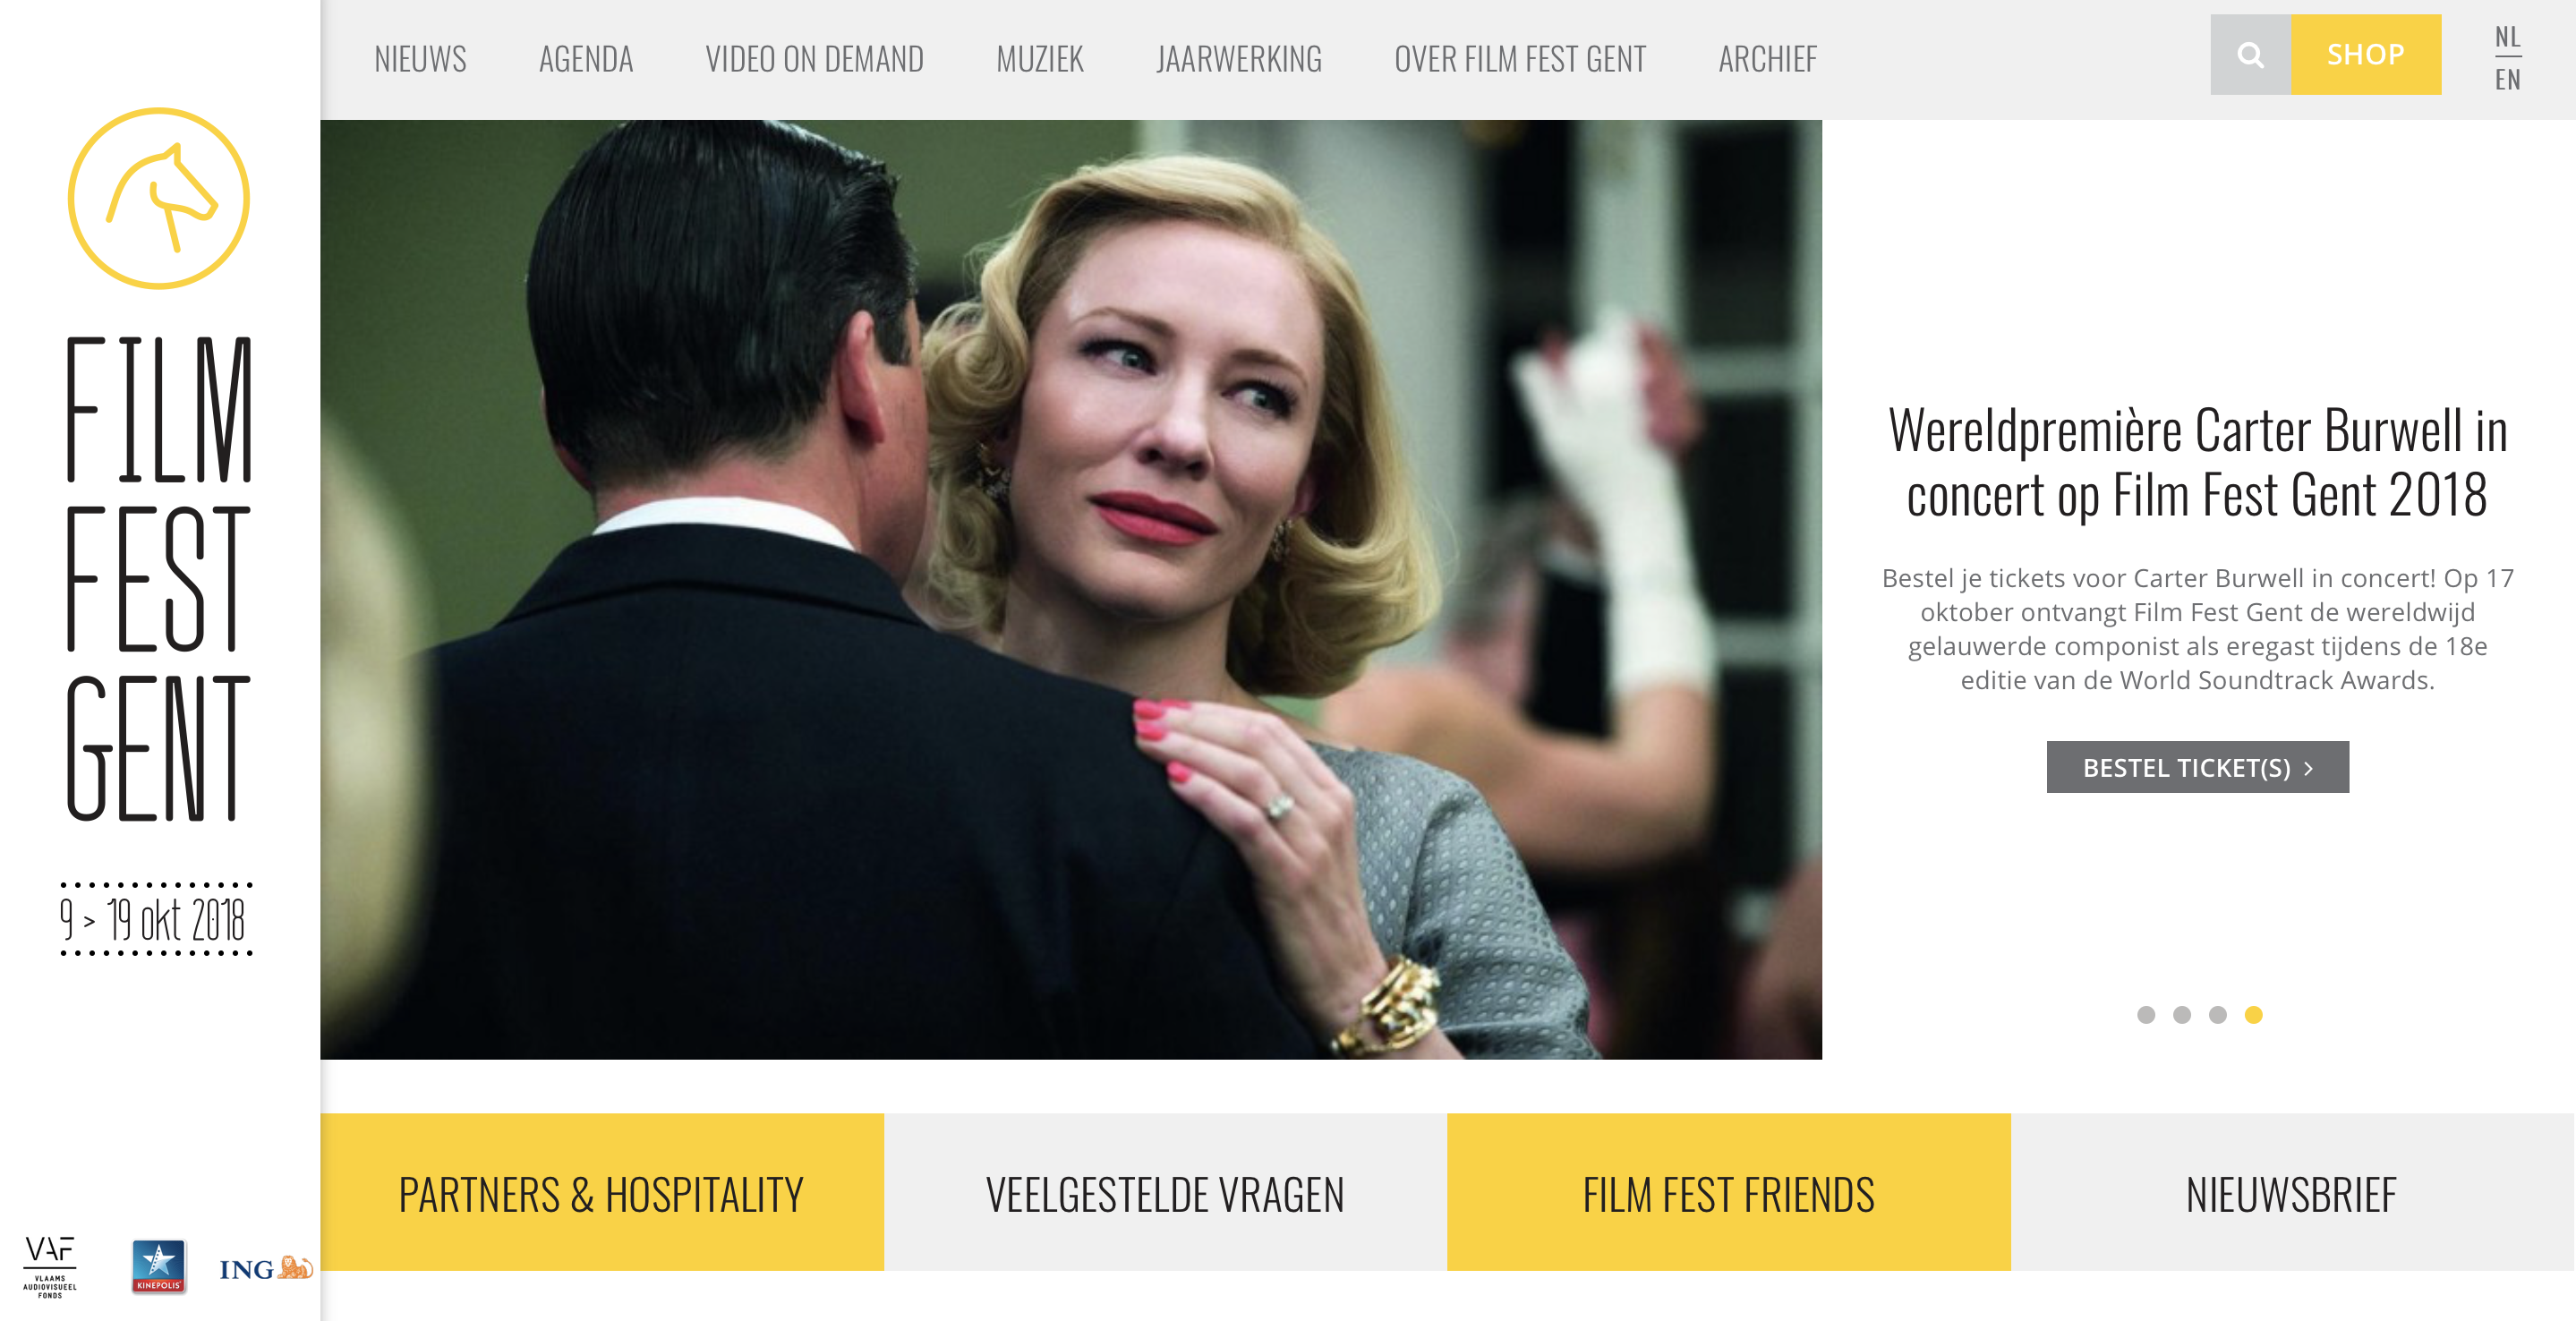 NIEUWS
AGENDA
VIDEO ON DEMAND
MUZIEK
JAARWERKING
OVER FILM FEST GENT
ARCHIEF
SHOP
NL
EN
FILM
FEST
GENT
9 > 19 okt 2018
Wereldpremière Carter Burwell in
concert op Film Fest Gent 2018
Bestel je tickets voor Carter Burwell in concert! Op 17
oktober ontvangt Film Fest Gent de wereldwijd
gelauwerde componist als eregast tijdens de 18e
editie van de World Soundtrack Awards.
BESTEL TICKET(S) >
PARTNERS & HOSPITALITY
VEELGESTELDE VRAGEN
FILM FEST FRIENDS
NIEUWSBRIEF
VAF
VLAAMS
AUDIOVISUEEL
FONDS
KINEPOLIS
ING